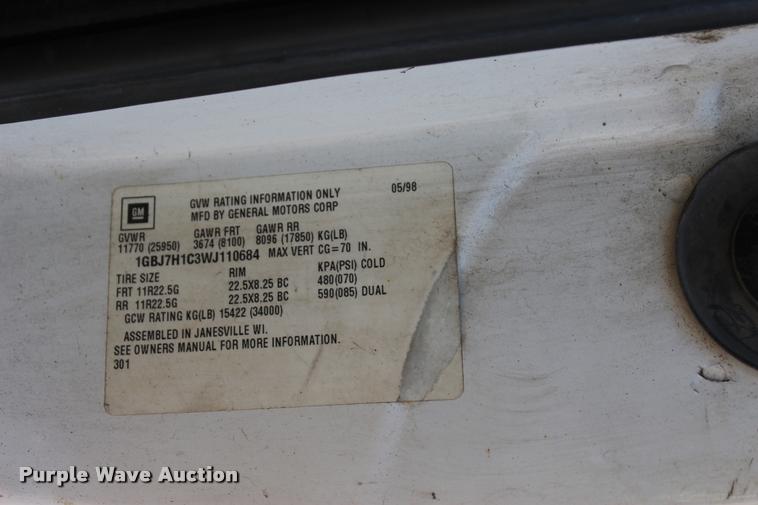 GM
GVW RATING INFORMATION ONLY 05/98
MFD BY GENERAL MOTORS CORP
GVWR GAWR FRT GAWR RR
11770 (25950) 3674 (8100) 8096 (17850) KG(LB)
1GBJ7H1C3WJ110684 MAX VERT CG=70 IN.
TIRE SIZE RIM KPA(PSI) COLD
FRT 11R22.5G 22.5X8.25 BC 480(070)
RR 11R22.5G 22.5X8.25 BC 590(085) DUAL
GCW RATING KG(LB) 15422 (34000)
ASSEMBLED IN JANESVILLE WI.
SEE OWNERS MANUAL FOR MORE INFORMATION.
301
Purple Wave Auction